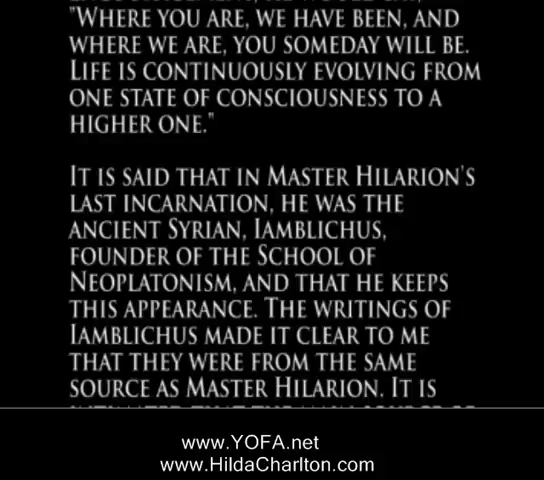 "Where you are, we have been, and
where we are, you someday will be.
Life is continuously evolving from
one state of consciousness to a
higher one."
It is said that in Master Hilarion's
last incarnation, he was the
ancient Syrian, Iamblichus,
founder of the School of
Neoplatonism, and that he keeps
this appearance. The writings of
Iamblichus made it clear to me
that they were from the same
source as Master Hilarion. It is
www.YOFA.net
www.HildaCharlton.com